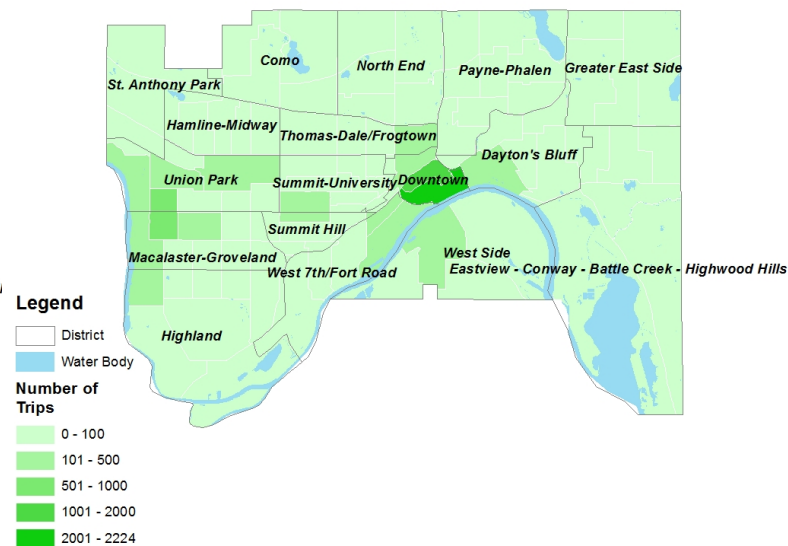 Como
North End
Payne-Phalen
Greater East Side
St. Anthony Park
Hamline-Midway
Thomas-Dale/Frogtown
Dayton's Bluff
Union Park
Summit-University
Downtown
Summit Hill
West Side
Macalaster-Groveland
West 7th/Fort Road
Eastview - Conway - Battle Creek - Highwood Hills
Highland
Legend
District
Water Body
Number of
Trips
0 - 100
101 - 500
501 - 1000
1001 - 2000
2001 - 2224